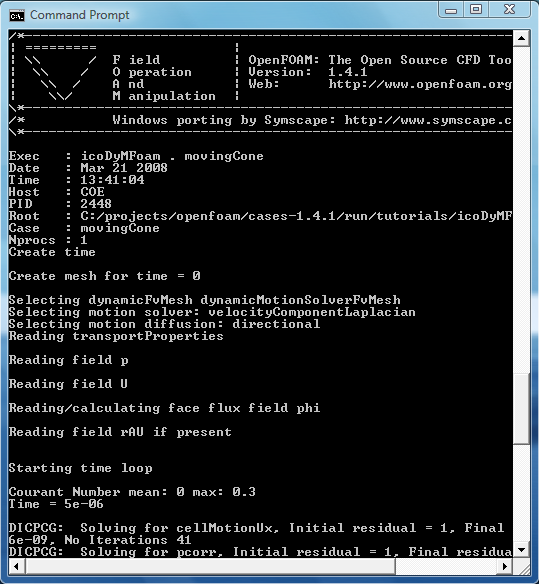 Command Prompt
/*---------------------------------------------------------------------
| =========                 |
| \\      /  F ield         | OpenFOAM: The Open Source CFD Too
|  \\    /   O peration     | Version:  1.4.1
|   \\  /    A nd           | Web:      http://www.openfoam.org
|    \\/     M anipulation  |
\*---------------------------------------------------------------------
/*           Windows porting by Symscape: http://www.symscape.c
\*---------------------------------------------------------------------
Exec   : icoDyMFoam . movingCone
Date   : Mar 21 2008
Time   : 13:41:04
Host   : COE
PID    : 2448
Root   : C:/projects/openfoam/cases-1.4.1/run/tutorials/icoDyMF
Case   : movingCone
Nprocs : 1
Create time
Create mesh for time = 0
Selecting dynamicFvMesh dynamicMotionSolverFvMesh
Selecting motion solver: velocityComponentLaplacian
Selecting motion diffusion: directional
Reading transportProperties
Reading field p
Reading field U
Reading/calculating face flux field phi
Reading field rAU if present
Starting time loop
Courant Number mean: 0 max: 0.3
Time = 5e-06
DICPCG:  Solving for cellMotionUx, Initial residual = 1, Final
6e-09, No Iterations 41
DICPCG:  Solving for pcorr, Initial residual = 1, Final residua